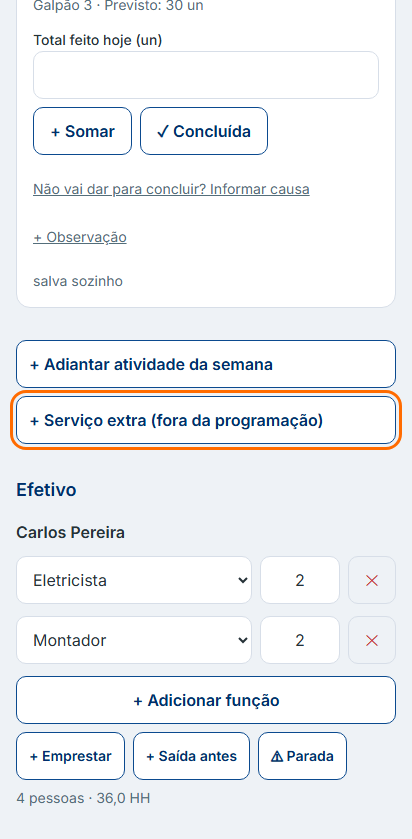 Galpão 3 · Previsto: 30 un
Total feito hoje (un)
+ Somar
✓ Concluída
Não vai dar para concluir? Informar causa
+ Observação
salva sozinho
+ Adiantar atividade da semana
+ Serviço extra (fora da programação)
Efetivo
Carlos Pereira
Eletricista 2 ×
Montador 2 ×
+ Adicionar função
+ Emprestar
+ Saída antes
⚠ Parada
4 pessoas · 36,0 HH